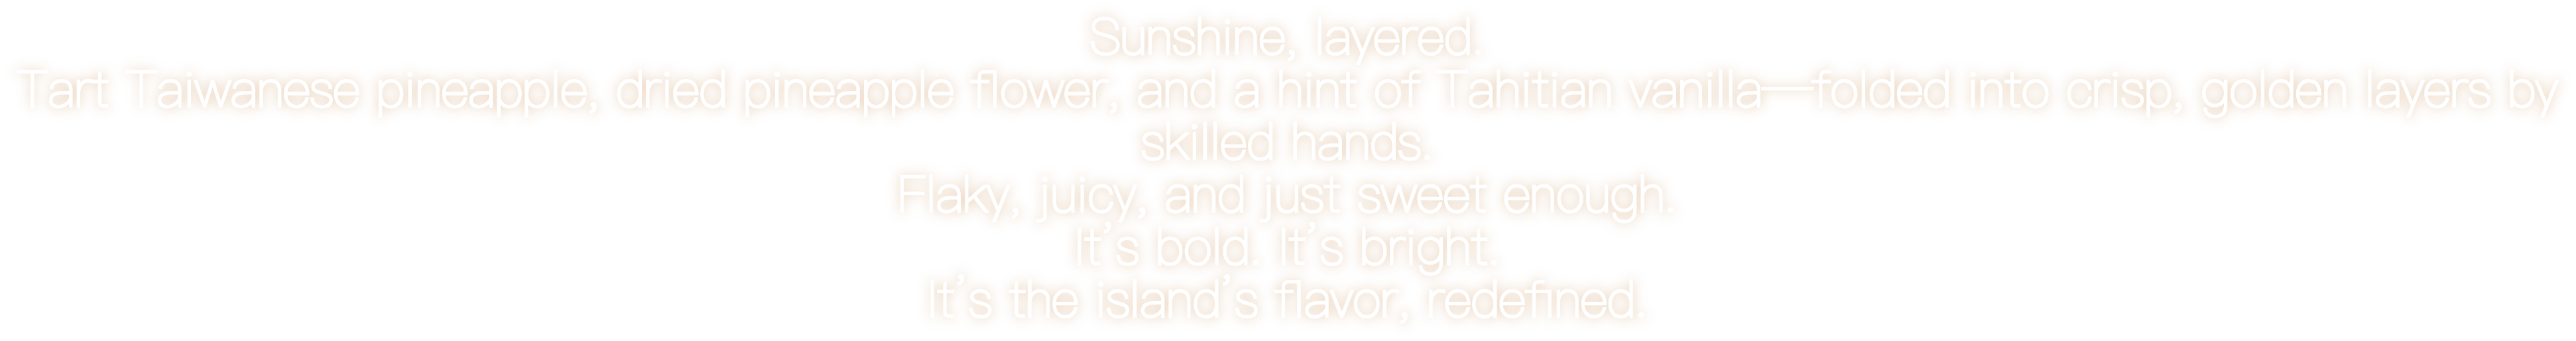 Sunshine, layered.
Tart Taiwanese pineapple, dried pineapple flower, and a hint of Tahitian vanilla—folded into crisp, golden layers by
skilled hands.
Flaky, juicy, and just sweet enough.
It’s bold. It’s bright.
It’s the island’s flavor, redefined.